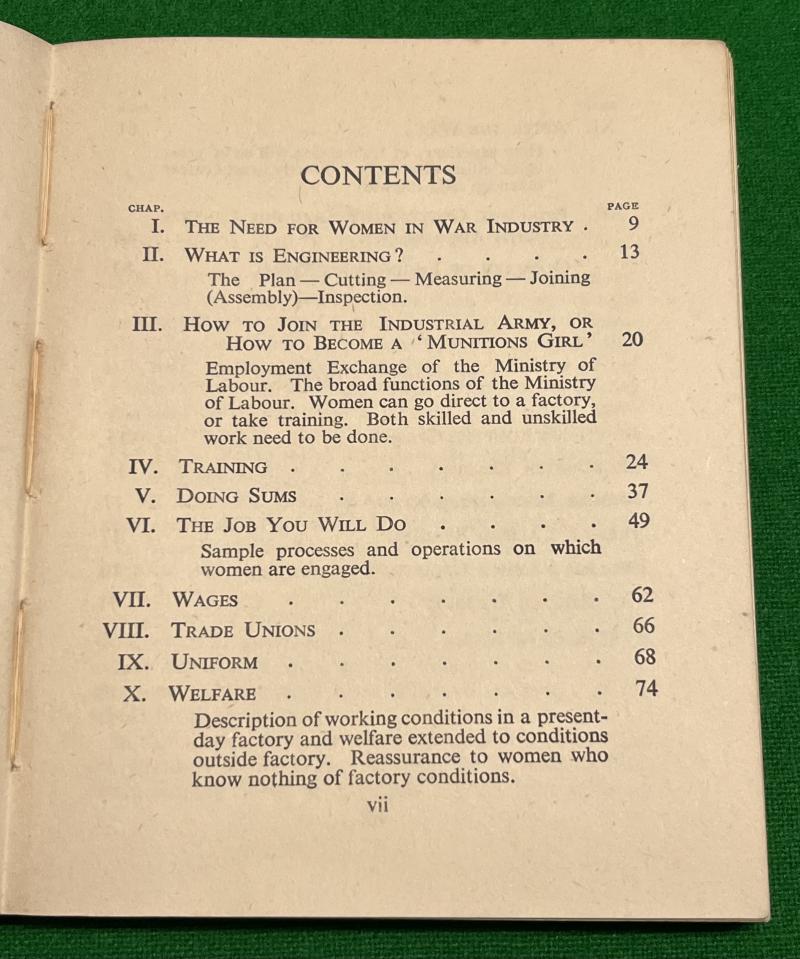 CONTENTS
CHAP. PAGE
I. THE NEED FOR WOMEN IN WAR INDUSTRY . 9
II. WHAT IS ENGINEERING? . . . . 13
The Plan — Cutting — Measuring — Joining
(Assembly)—Inspection.
III. HOW TO JOIN THE INDUSTRIAL ARMY, OR
HOW TO BECOME A ‘MUNITIONS GIRL’ 20
Employment Exchange of the Ministry of
Labour. The broad functions of the Ministry
of Labour. Women can go direct to a factory,
or take training. Both skilled and unskilled
work need to be done.
IV. TRAINING . . . . . . . 24
V. DOING SUMS . . . . . . 37
VI. THE JOB YOU WILL DO . . . . 49
Sample processes and operations on which
women are engaged.
VII. WAGES . . . . . . . 62
VIII. TRADE UNIONS . . . . . . 66
IX. UNIFORM . . . . . . . 68
X. WELFARE . . . . . . . 74
Description of working conditions in a present-
day factory and welfare extended to conditions
outside factory. Reassurance to women who
know nothing of factory conditions.
vii